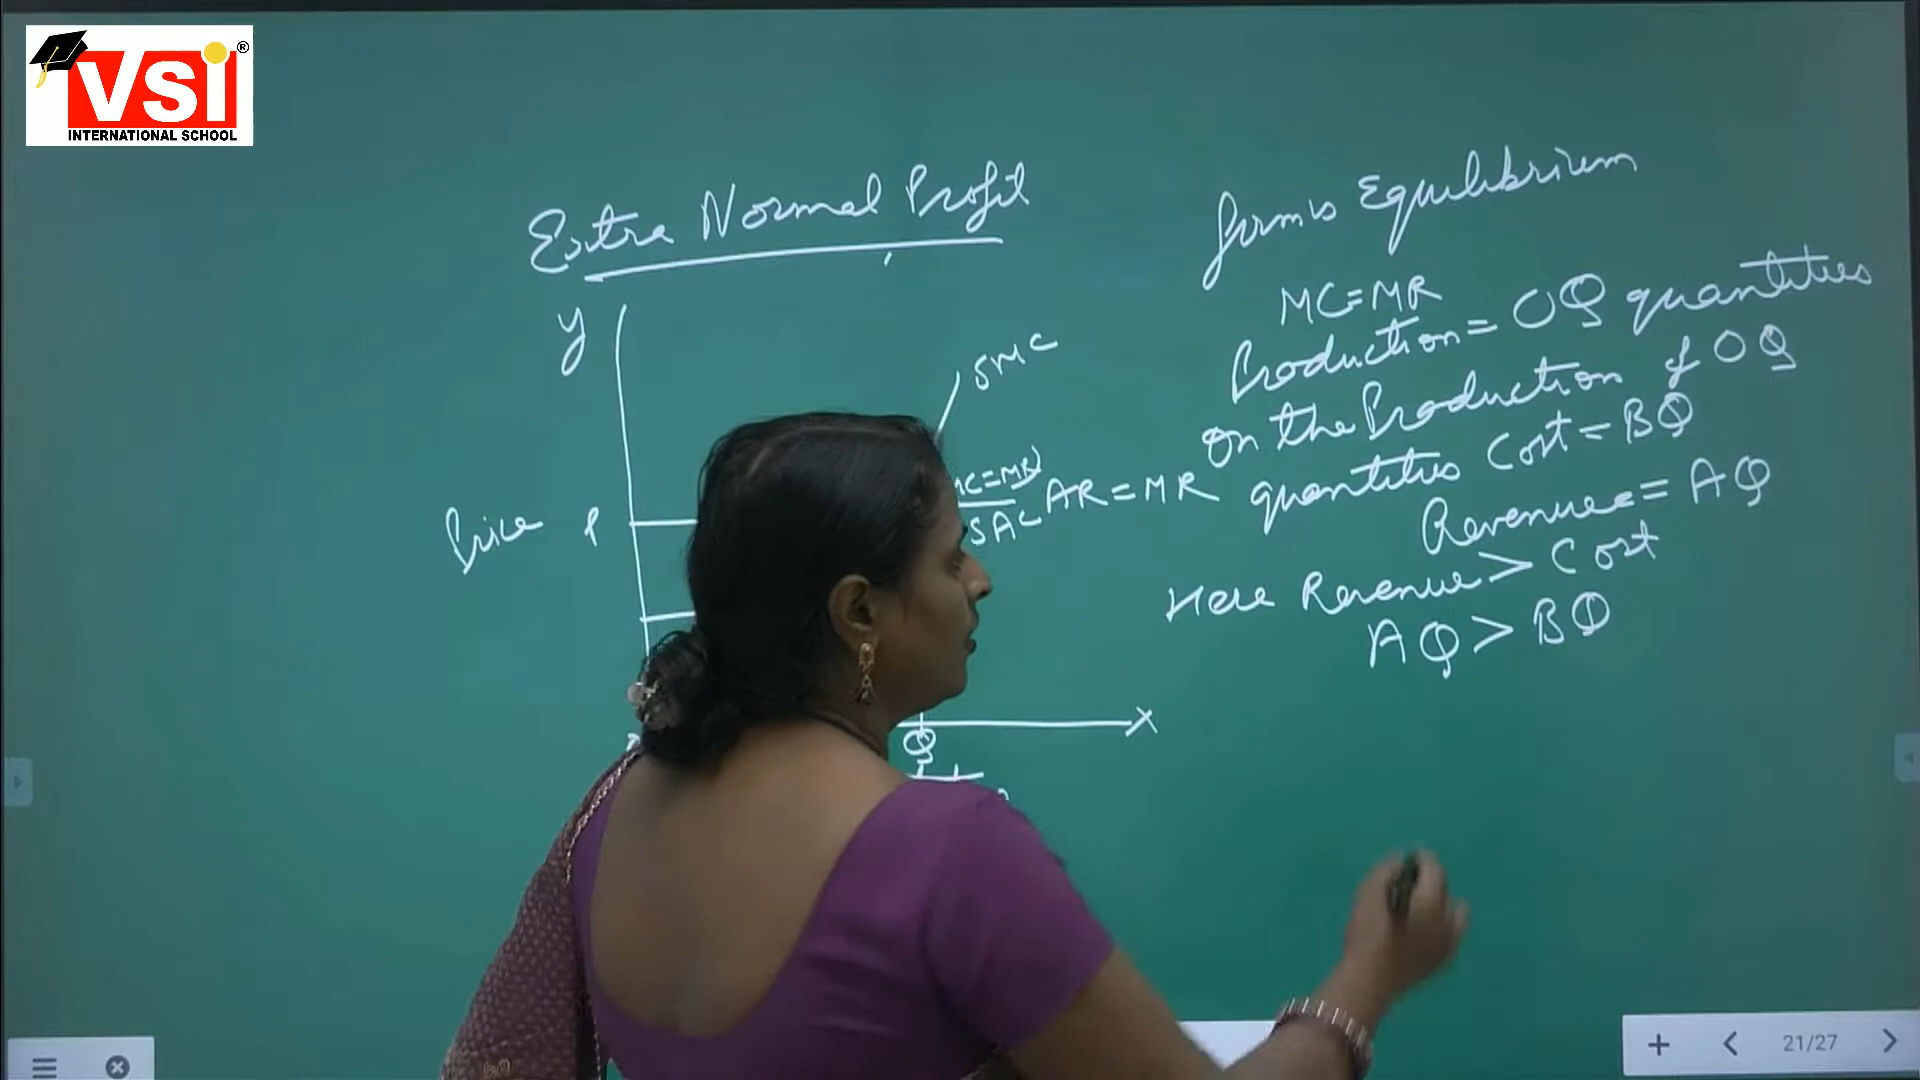 VSI®
INTERNATIONAL SCHOOL
Extra Normal Profit
Y
SMC
MC=MR)
AR=MR
SAC
Price P
X
Q
firm's Equilibrium
MC=MR
Production = OQ quantities
on the Production of OQ
quantities Cost = BQ
Revenue = AQ
Here Revenue > Cost
AQ > BQ
21/27